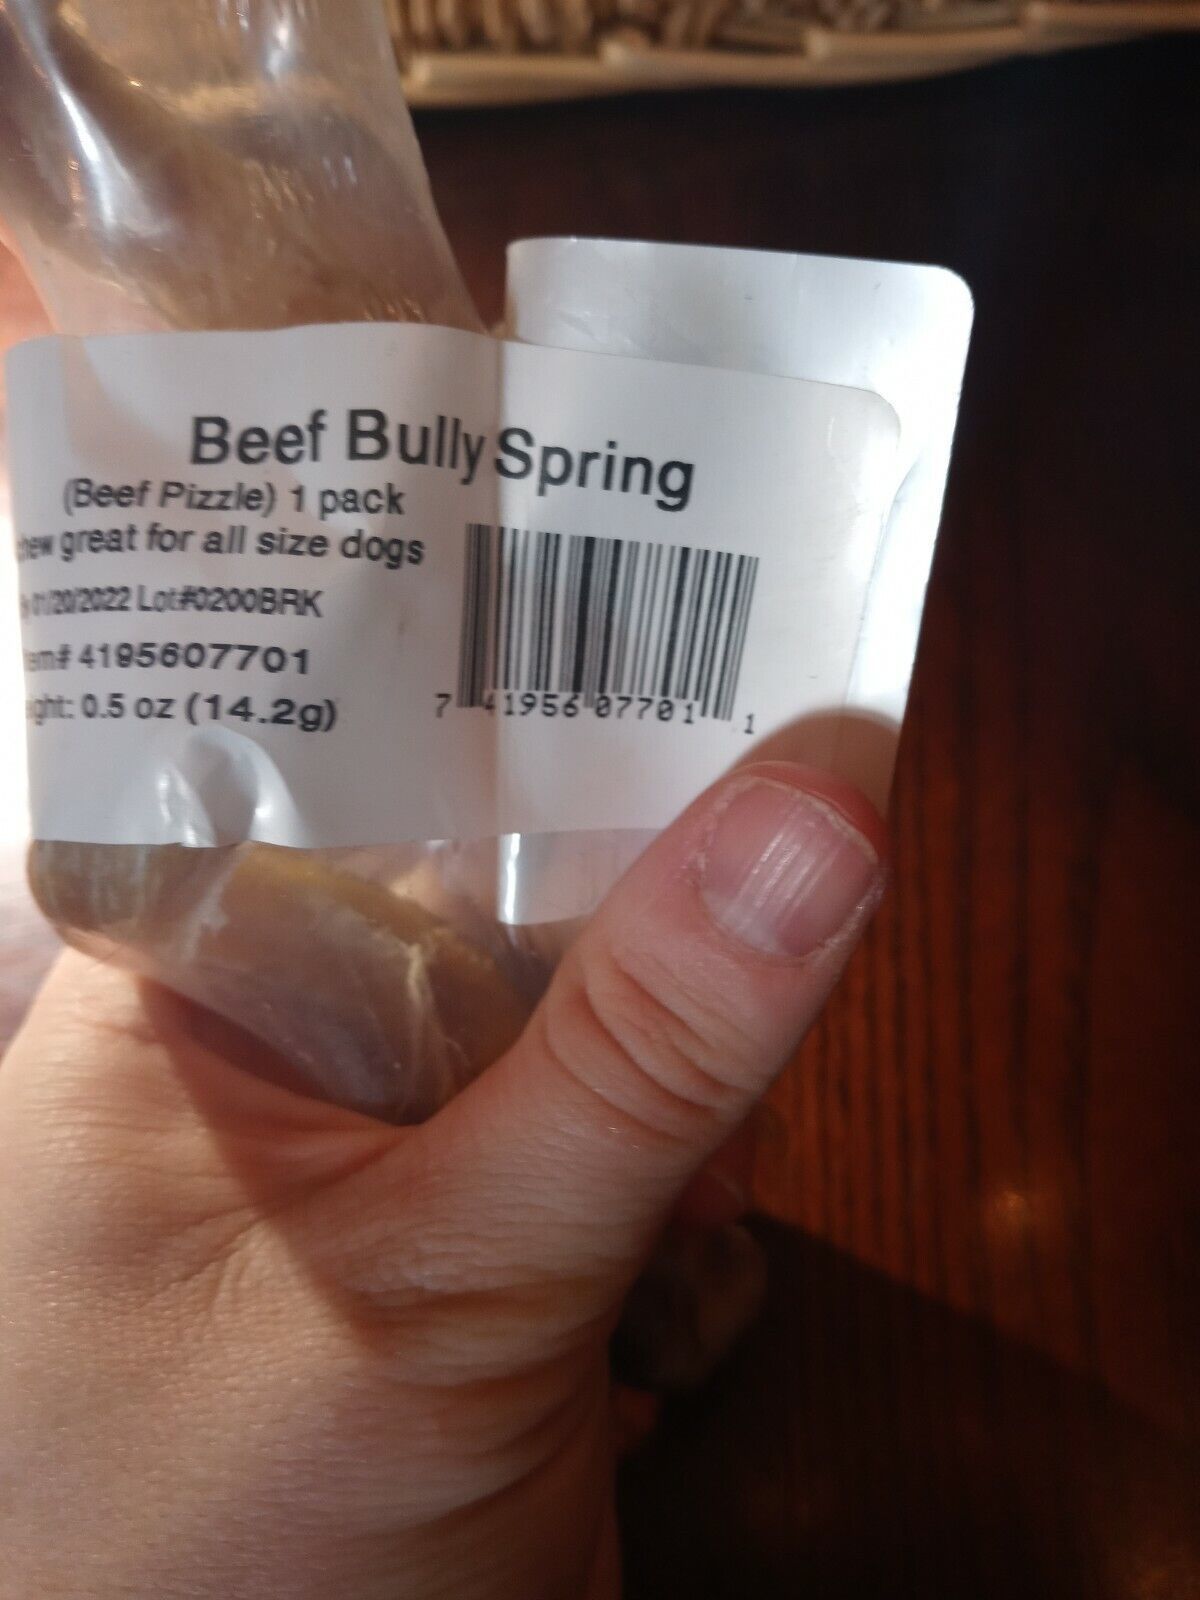 Beef Bully Spring
(Beef Pizzle) 1 pack
chew great for all size dogs
01/20/2022 Lot#0200BRK
Item# 4195607701
Weight: 0.5 oz (14.2g)
7 41956 07701 1